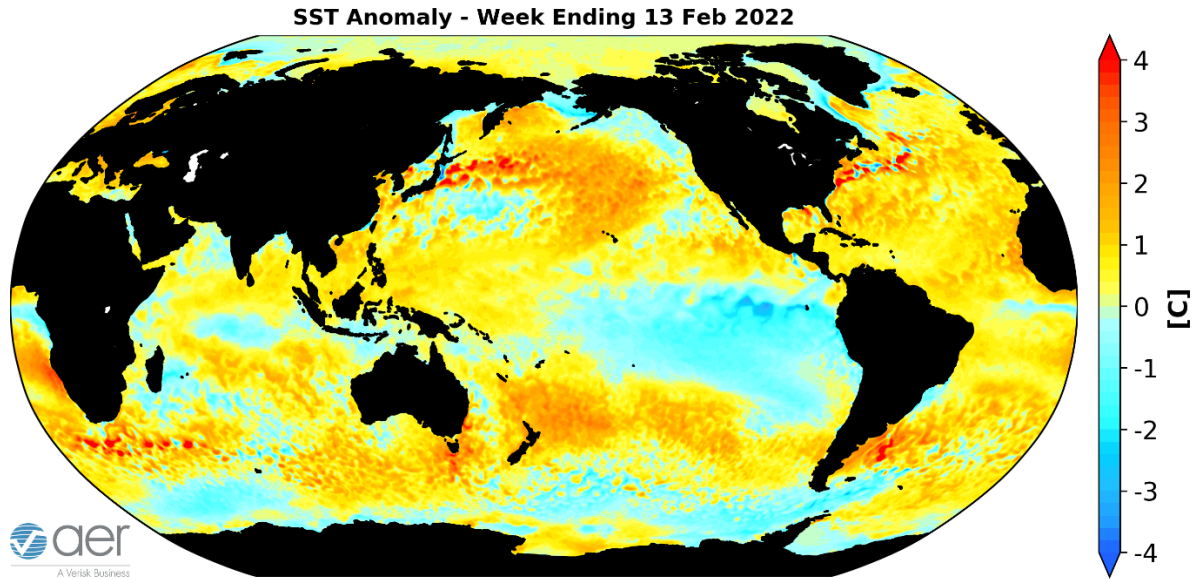 SST Anomaly - Week Ending 13 Feb 2022
4
3
2
1
0
-1
-2
-3
-4
[C]
aer
A Verisk Business